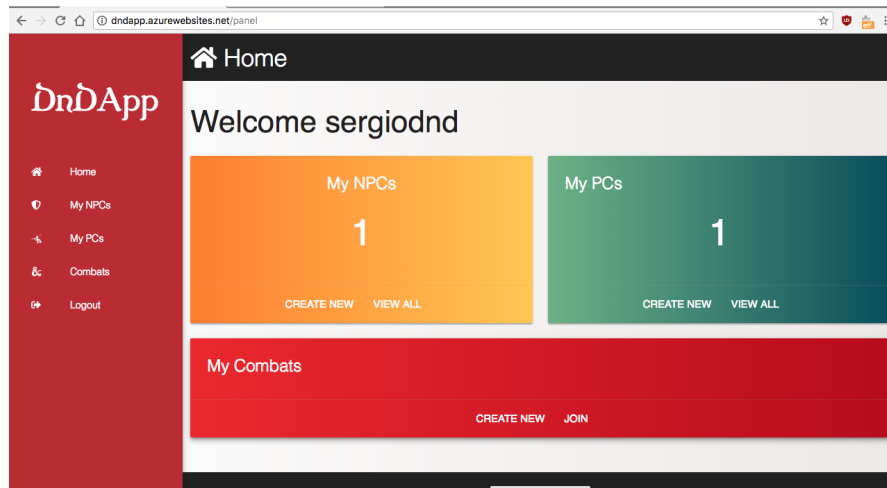 dndapp.azurewebsites.net/panel
off
Home
DnDApp
Welcome sergiodnd
Home
My NPCs
My PCs
Combats
Logout
My NPCs
1
CREATE NEW VIEW ALL
My PCs
1
CREATE NEW VIEW ALL
My Combats
CREATE NEW JOIN